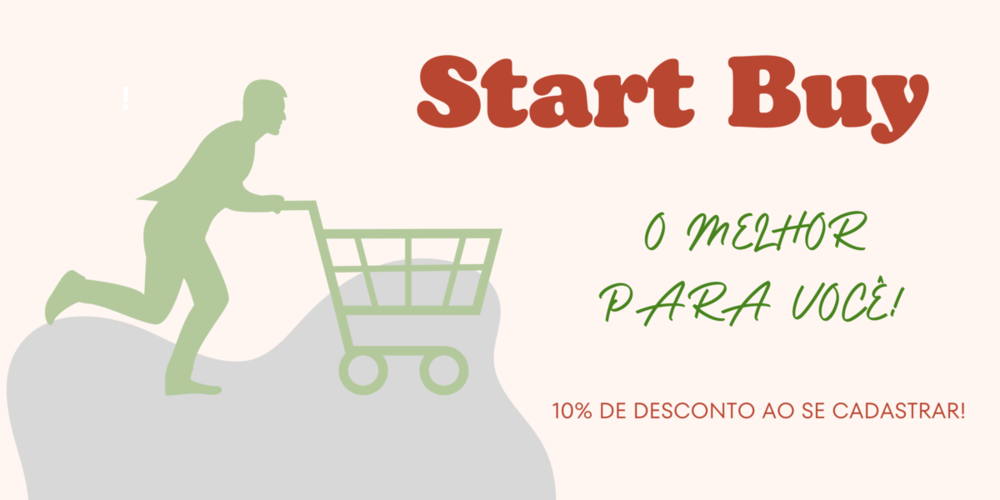 Start Buy
O MELHOR
PARA VOCÊ!
10% DE DESCONTO AO SE CADASTRAR!
!